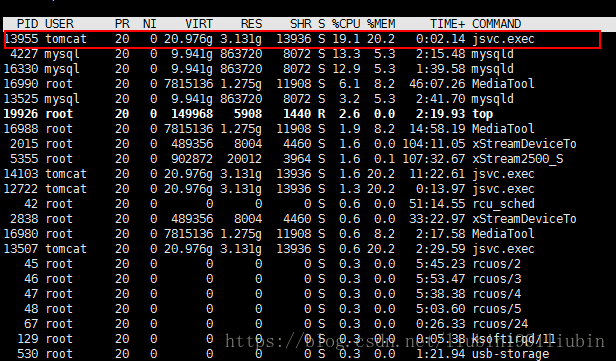 PID USER PR NI VIRT RES SHR S %CPU %MEM TIME+ COMMAND
13955 tomcat 20 0 20.976g 3.131g 13936 S 19.1 20.2 0:02.14 jsvc.exec
4227 mysql 20 0 9.941g 863720 8072 S 13.3 5.3 2:15.48 mysqld
16330 mysql 20 0 9.941g 863720 8072 S 12.9 5.3 1:39.58 mysqld
16990 root 20 0 7815136 1.275g 11908 S 6.1 8.2 46:07.26 MediaTool
13525 mysql 20 0 9.941g 863720 8072 S 3.2 5.3 2:41.70 mysqld
19926 root 20 0 149968 5908 1440 R 2.6 0.0 2:19.93 top
16988 root 20 0 7815136 1.275g 11908 S 1.9 8.2 14:58.19 MediaTool
2015 root 20 0 489356 8004 4460 S 1.6 0.0 104:11.05 xStreamDeviceTo
5355 root 20 0 902872 20012 3964 S 1.6 0.1 107:32.67 xStream2500_S
14103 tomcat 20 0 20.976g 3.131g 13936 S 1.6 20.2 11:22.61 jsvc.exec
12722 tomcat 20 0 20.976g 3.131g 13936 S 1.3 20.2 0:13.97 jsvc.exec
42 root 20 0 0 0 0 S 0.6 0.0 51:14.55 rcu_sched
2838 root 20 0 489356 8004 4460 S 0.6 0.0 33:22.97 xStreamDeviceTo
16980 root 20 0 7815136 1.275g 11908 S 0.6 8.2 2:17.58 MediaTool
13507 tomcat 20 0 20.976g 3.131g 13936 S 0.6 20.2 2:29.59 jsvc.exec
45 root 20 0 0 0 0 S 0.3 0.0 5:45.23 rcuos/2
46 root 20 0 0 0 0 S 0.3 0.0 5:53.47 rcuos/3
47 root 20 0 0 0 0 S 0.3 0.0 5:38.38 rcuos/4
48 root 20 0 0 0 0 S 0.3 0.0 5:03.60 rcuos/5
67 root 20 0 0 0 0 S 0.3 0.0 0:26.33 rcuos/24
129 root 20 0 0 0 0 S 0.3 0.0 0:05.38
530 root 20 0 0 0 0 S 0.3 0.0 1:21.94 usb-storage